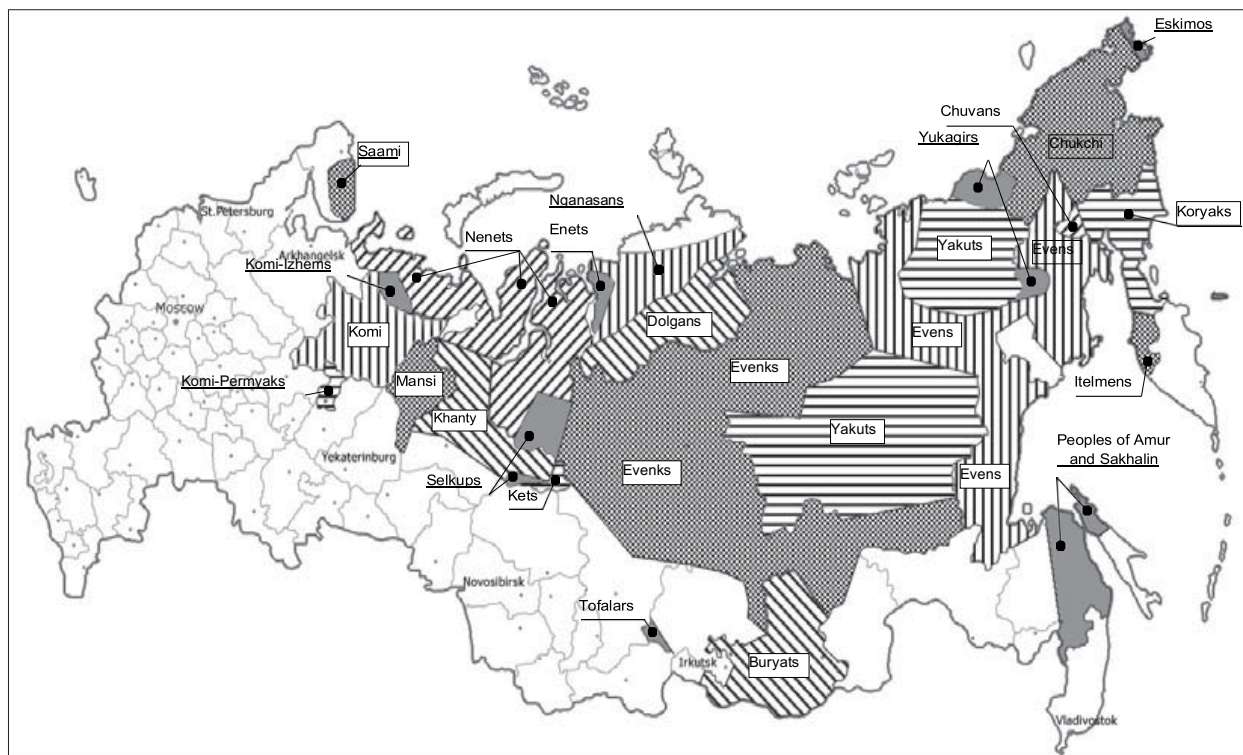 Eskimos
Chuvans
Yukagirs
Chukchi
Saami
Nganasans
St.Petersburg
Koryaks
Enets
Nenets
Yakuts
Evens
Arkhangelsk
Komi-Izhems
Moscow
Dolgans
Komi
Evens
Evenks
Komi-Permyaks
Mansi
Itelmens
Khanty
Yakuts
Peoples of Amur
and Sakhalin
Yekaterinburg
Evenks
Evens
Selkups
Kets
Novosibirsk
Tofalars
Irkutsk
Buryats
Vladivostok